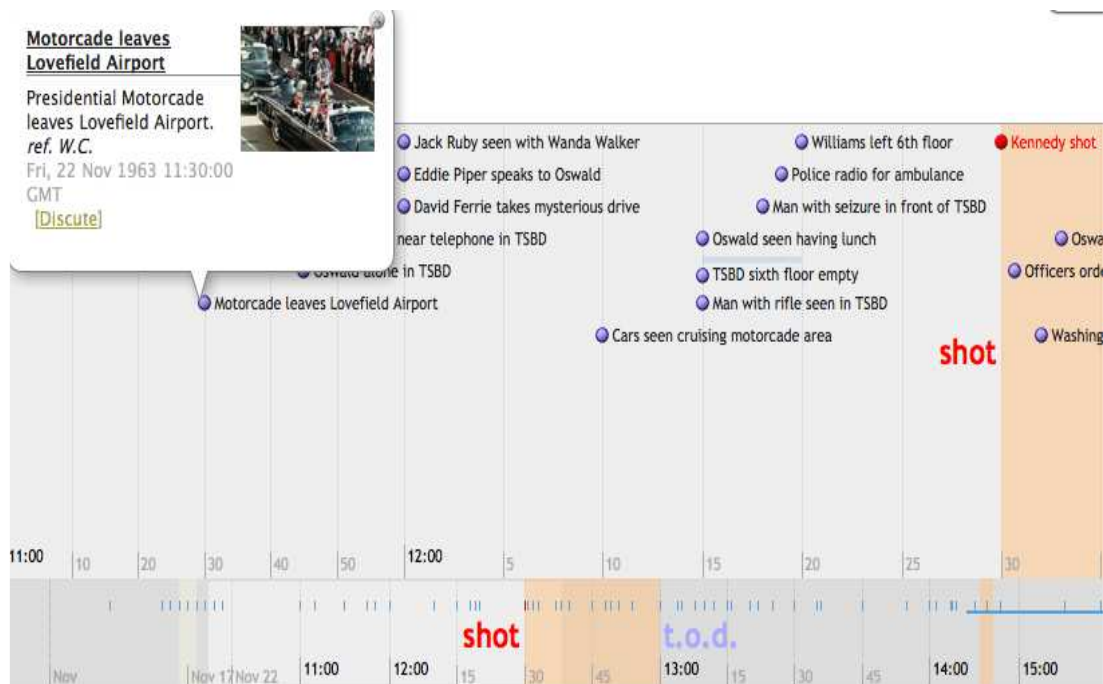 Motorcade leaves
Lovefield Airport
Presidential Motorcade
leaves Lovefield Airport.
ref. W.C.
Fri, 22 Nov 1963 11:30:00
GMT
[Discute]
Jack Ruby seen with Wanda Walker
Williams left 6th floor
Kennedy shot
Eddie Piper speaks to Oswald
Police radio for ambulance
David Ferrie takes mysterious drive
Man with seizure in front of TSBD
near telephone in TSBD
Oswald seen having lunch
Oswa
Oswald alone in TSBD
TSBD sixth floor empty
Officers orde
Motorcade leaves Lovefield Airport
Man with rifle seen in TSBD
Cars seen cruising motorcade area
Washing
shot
11:00 10 20 30 40 50 12:00 5 10 15 20 25 30
shot t.o.d.
Nov Nov 17 Nov 22 11:00 12:00 15 30 45 13:00 15 30 45 14:00 15:00